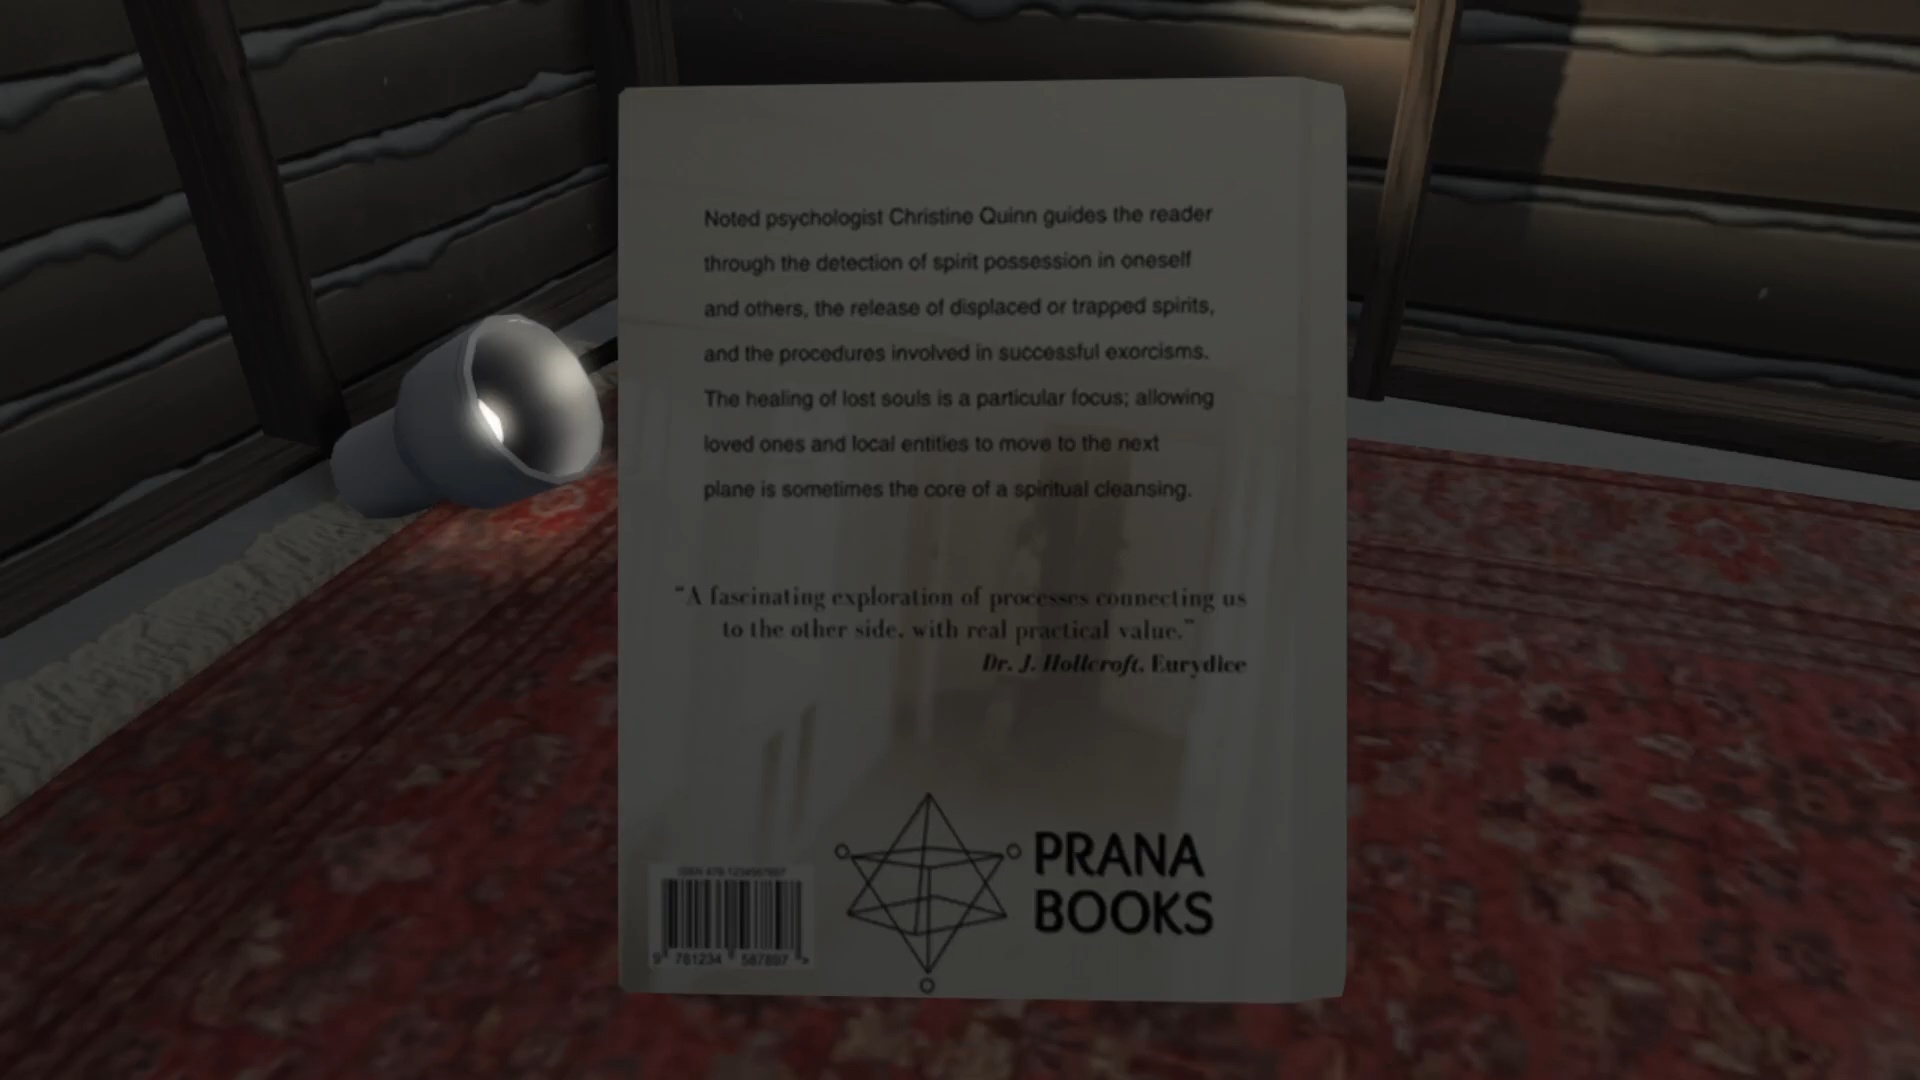 Noted psychologist Christine Quinn guides the reader
through the detection of spirit possession in oneself
and others, the release of displaced or trapped spirits,
and the procedures involved in successful exorcisms.
The healing of lost souls is a particular focus; allowing
loved ones and local entities to move to the next
plane is sometimes the core of a spiritual cleansing.
“A fascinating exploration of processes connecting us
to the other side, with real practical value.”
Dr. J. Hollcroft, Eurydice
PRANA
BOOKS
9 781234 567897 >